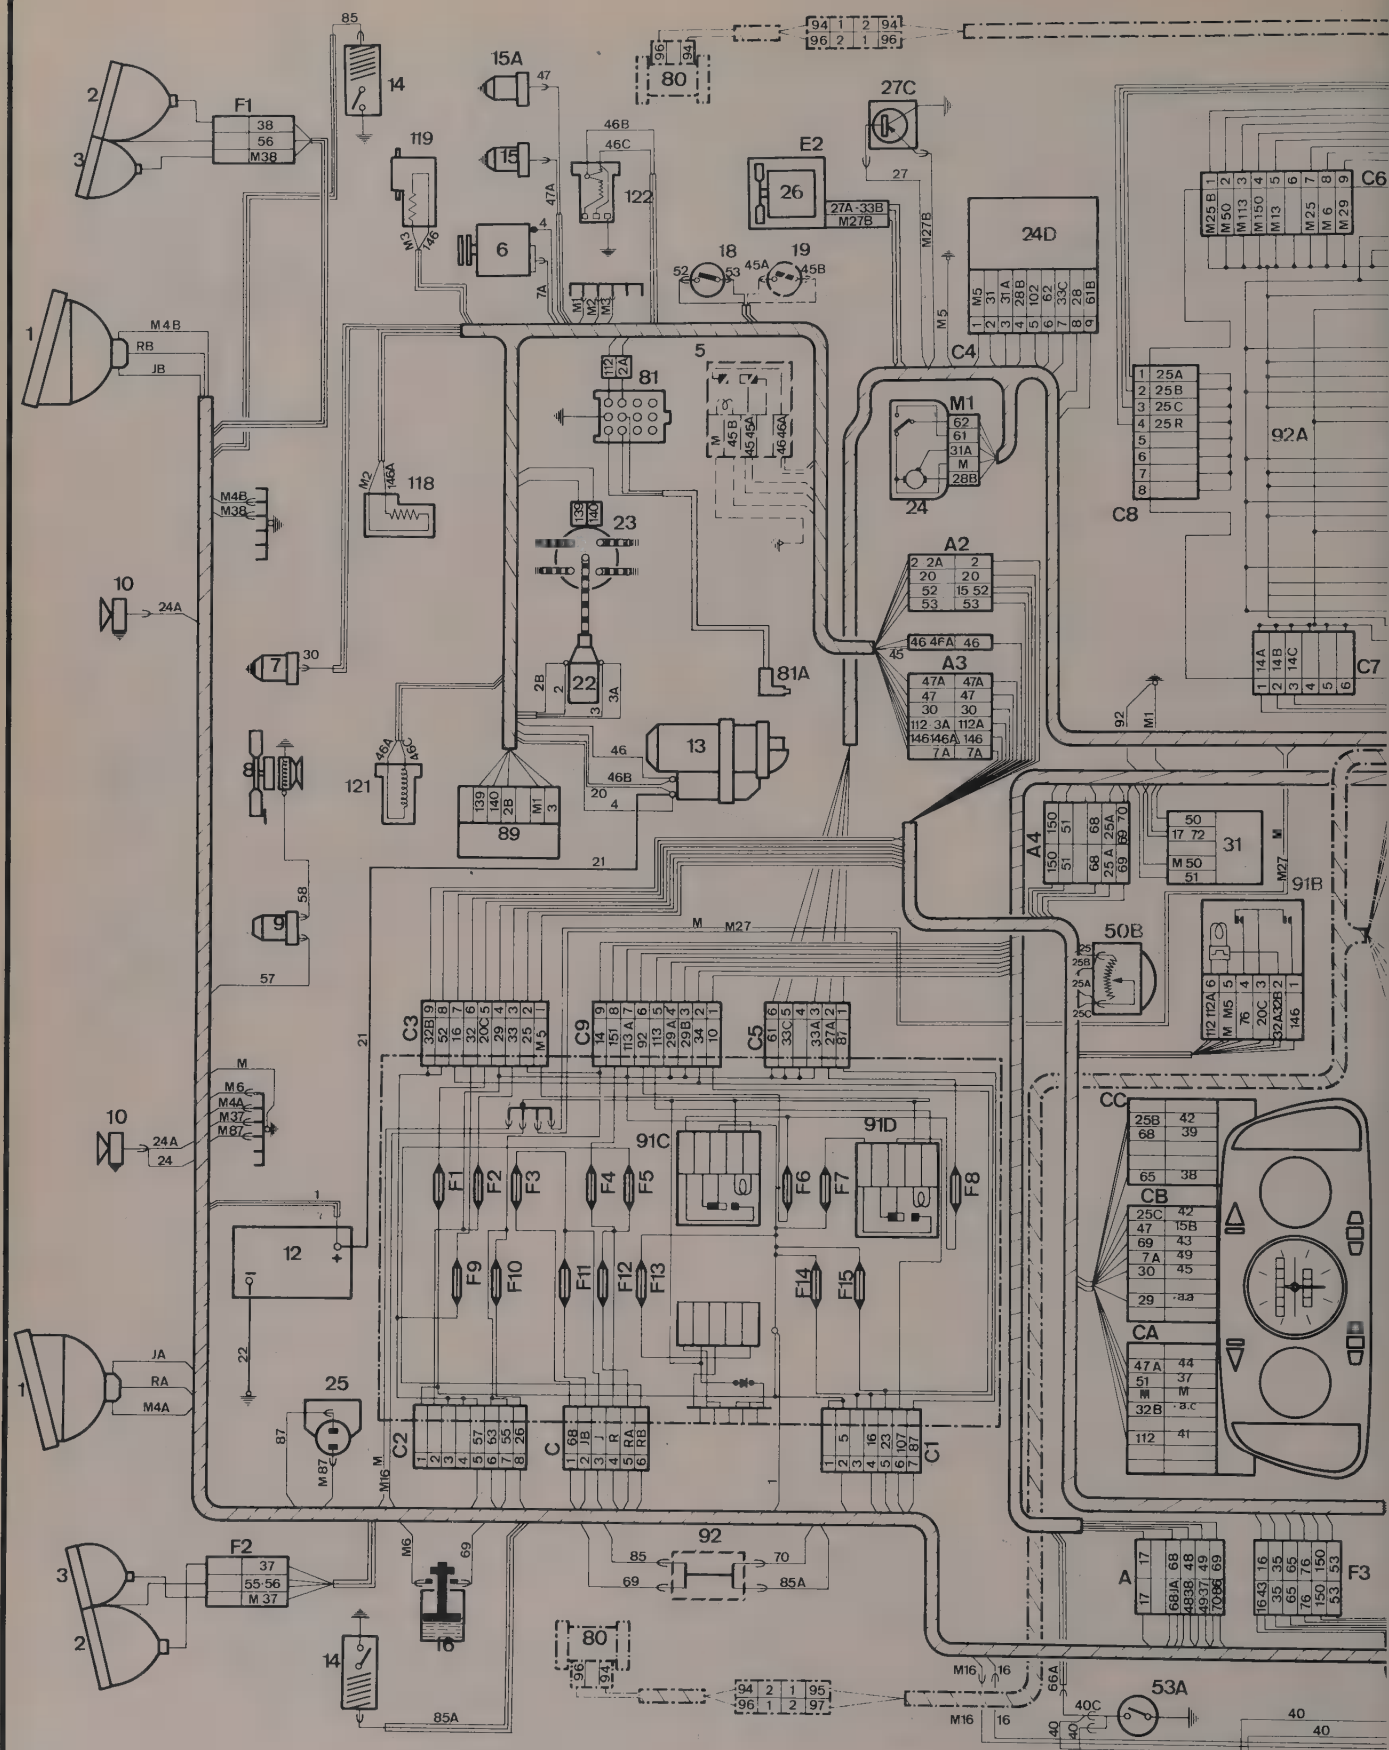 85
94 1 2 94
96 2 1 96
96 94
80
15A
47
14
2
F1
38
56
M38
3
119
M3
146
15
47A
46B
46C
122
27C
27
M27B
E2
26
27A·33B
M27B
6
4
7A
M1
M2
M3
18
52
53
19
45A
45B
M5
24D
1 M5
2 31
3 31A
4 28B
5 102
6 62
7 33C
8 28
9 61B
C4
C6
1 M25B
2 M50
3 M113
4 M150
5 M13
6
7 M25
8 M6
9 M29
1
M4B
RB
JB
112
2A
81
5
M
45B
45 45A
46 46A
M1
62
61
31A
M
28B
24
C8
1 25A
2 25B
3 25C
4 25R
5
6
7
8
92A
M2
146A
118
M4B
M38
139
140
23
A2
2 2A 2
20 20
52 15 52
53 53
46 46A 46
45
A3
47A 47A
47 47
30 30
112·3A 112A
146146A 146
7A 7A
10
24A
7
30
2B
2
22
3
3A
81A
C7
1 14A
2 14B
3 14C
4
5
6
92
M1
8
46A
46C
121
13
46
46B
20
4
139
140
2B
M1
3
89
21
A4
150 51 68 25A 69 70
150 51 68 25A 69
31
50
17 72
M50
51
M
M27
91B
58
9
57
M
M27
50B
25
25B
25A
25C
6 112 112A
5 M M5
4 76
3 20C
2 32A32B
1 146
C3
9 32B
8 52
7 16
6 32
5 20C
4 29
3 33
2 25
1 M5
C9
9 14
8 151
7 113A
6 92
5 113
4 29A
3 29B
2 34
1 10
C5
6 61
5 33C
4
3 33A
2 27A
1 87
21
M
M6
M4A
M37
M87
10
24A
24
91C
91D
F1
F2
F3
F4
F5
F6
F7
F8
F9
F10
F11
F12
F13
F14
F15
CC
25B 42
68 39
65 38
CB
25C 42
47 15B
69 43
7A 49
30 45
29 ·a.a
CA
47A 44
51 37
M M
32B ·a.c
112 41
1
12
+
−
22
1
JA
RA
M4A
25
87
M87
M
M16
C2
1
2
3
4
5 57
6 63
7 55
8 26
C
1 68
2 JB
3 J
4 R
5 RA
6 RB
1
C1
1
2 5
3
4 16
5 23
6 107
7 87
3
2
F2
37
55·56
M 37
14
M6
69
16
85
69
92
70
85A
85A
80
96
94
94 2 1 95
96 1 2 97
A
17 68 48 49 69
17 681A 4838 49·37 7086
F3
16 35 65 76 150 53
1643 35 65 76 150 53
M16
16
M16
16
66A
53A
40C
40
40
40
40